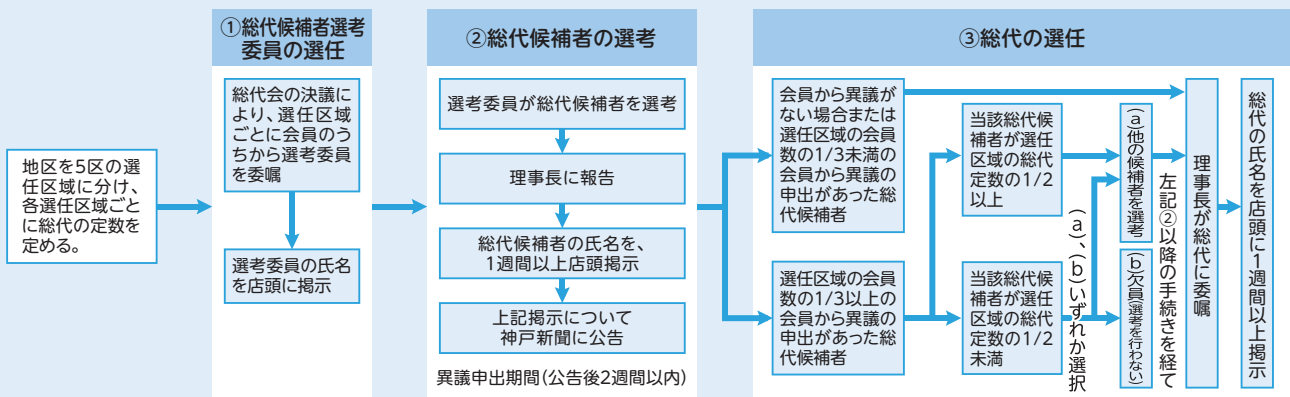 地区を5区の選
任区域に分け、
各選任区域ごと
に総代の定数を
定める。
①総代候補者選考
委員の選任
総代会の決議に
より、選任区域
ごとに会員のう
ちから選考委員
を委嘱
選考委員の氏名
を店頭に掲示
②総代候補者の選考
選考委員が総代候補者を選考
理事長に報告
総代候補者の氏名を、
1週間以上店頭掲示
上記掲示について
神戸新聞に公告
異議申出期間(公告後2週間以内)
③総代の選任
会員から異議が
ない場合または
選任区域の会員
数の1/3未満の
会員から異議の
申出があった総
代候補者
選任区域の会員
数の1/3以上の
会員から異議の
申出があった総
代候補者
当該総代候
補者が選任
区域の総代
定数の1/2
以上
当該総代候
補者が選任
区域の総代
定数の1/2
未満
(a)、(b)いずれか選択
(a)他の候補者を選考
(b)欠員(選考を行わない)
左記②以降の手続きを経て
理事長が総代に委嘱
総代の氏名を店頭に1週間以上掲示